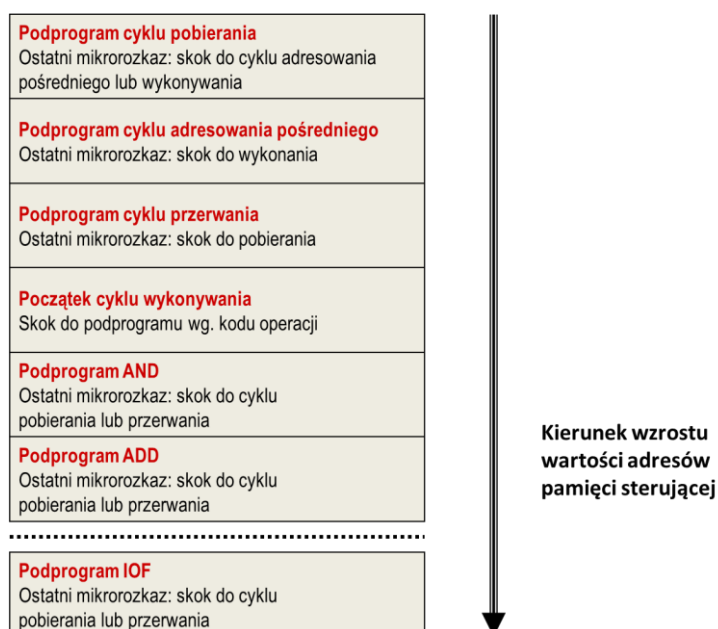 Podprogram cyklu pobierania
Ostatni mikrorozkaz: skok do cyklu adresowania
pośredniego lub wykonywania
Podprogram cyklu adresowania pośredniego
Ostatni mikrorozkaz: skok do wykonania
Podprogram cyklu przerwania
Ostatni mikrorozkaz: skok do pobierania
Początek cyklu wykonywania
Skok do podprogramu wg. kodu operacji
Podprogram AND
Ostatni mikrorozkaz: skok do cyklu
pobierania lub przerwania
Podprogram ADD
Ostatni mikrorozkaz: skok do cyklu
pobierania lub przerwania
Podprogram IOF
Ostatni mikrorozkaz: skok do cyklu
pobierania lub przerwania
Kierunek wzrostu
wartości adresów
pamięci sterującej